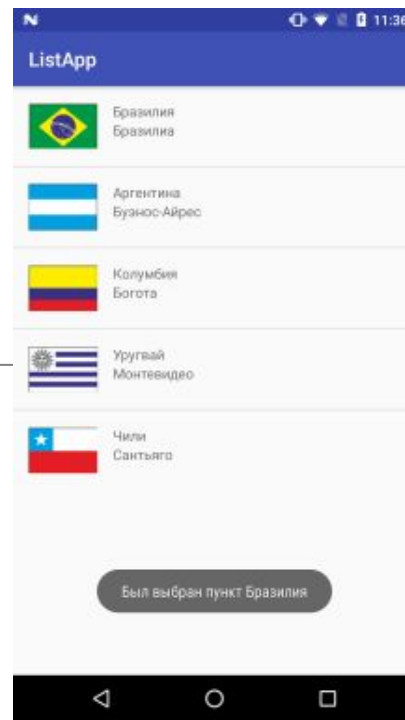 11:36
ListApp
Бразилия
Бразилиа
Аргентина
Буэнос-Айрес
Колумбия
Богота
Уругвай
Монтевидео
Чили
Сантьяго
Был выбран пункт Бразилия